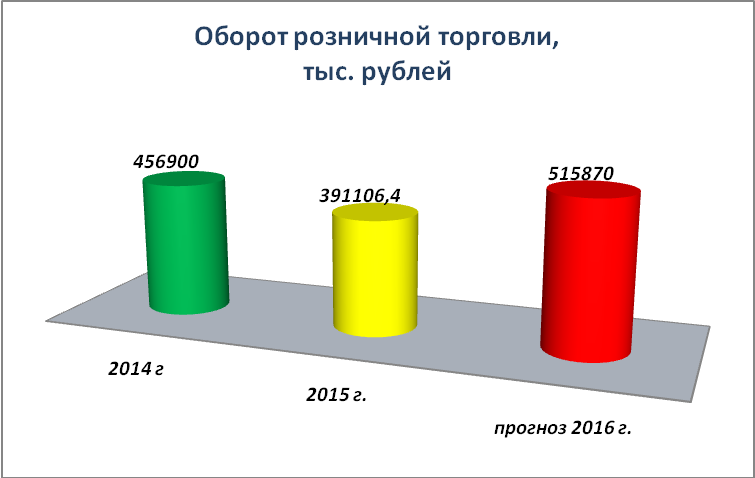 Оборот розничной торговли,
тыс. рублей
456900
391106,4
515870
2014 г
2015 г.
прогноз 2016 г.